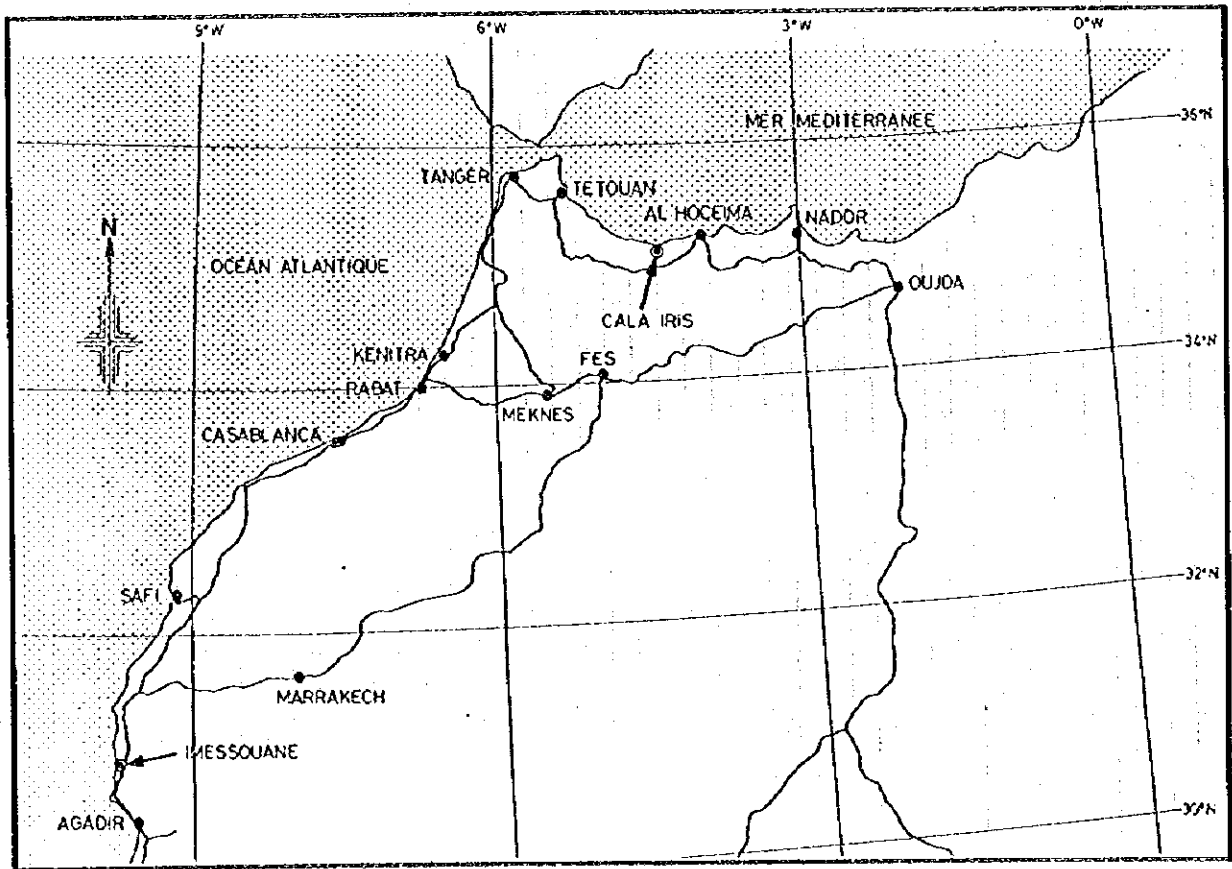 9°W
6°W
3°W
0°W
36°N
MER MEDITERRANEE
TANGER
TETOUAN
AL HOCEIMA
NADOR
N
OCEAN ATLANTIQUE
OUJDA
CALA IRIS
34°N
KENITRA
FES
RABAT
MEKNES
CASABLANCA
32°N
SAFI
MARRAKECH
IMESSOUANE
30°N
AGADIR